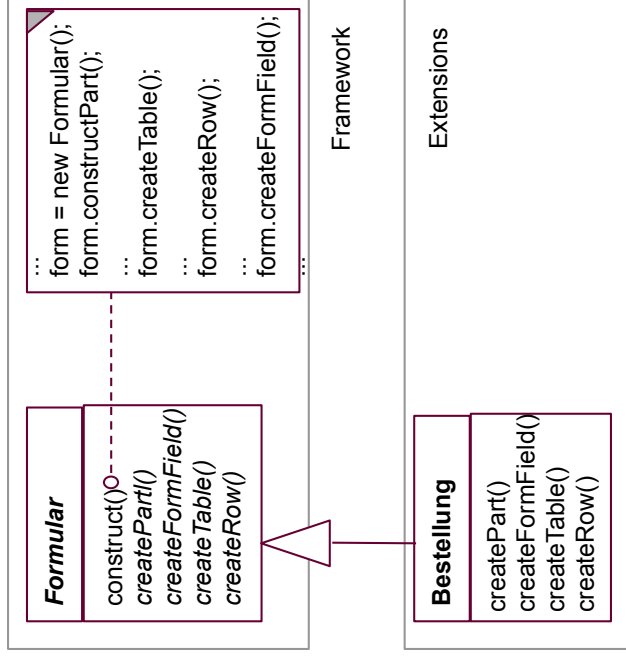 Formular
construct()
createPartl()
createFormField()
createTable()
createRow()
...
form = new Formular();
form.constructPart();
...
form.createTable();
...
form.createRow();
...
form.createFormField();
...
Framework
Bestellung
createPart()
createFormField()
createTable()
createRow()
Extensions